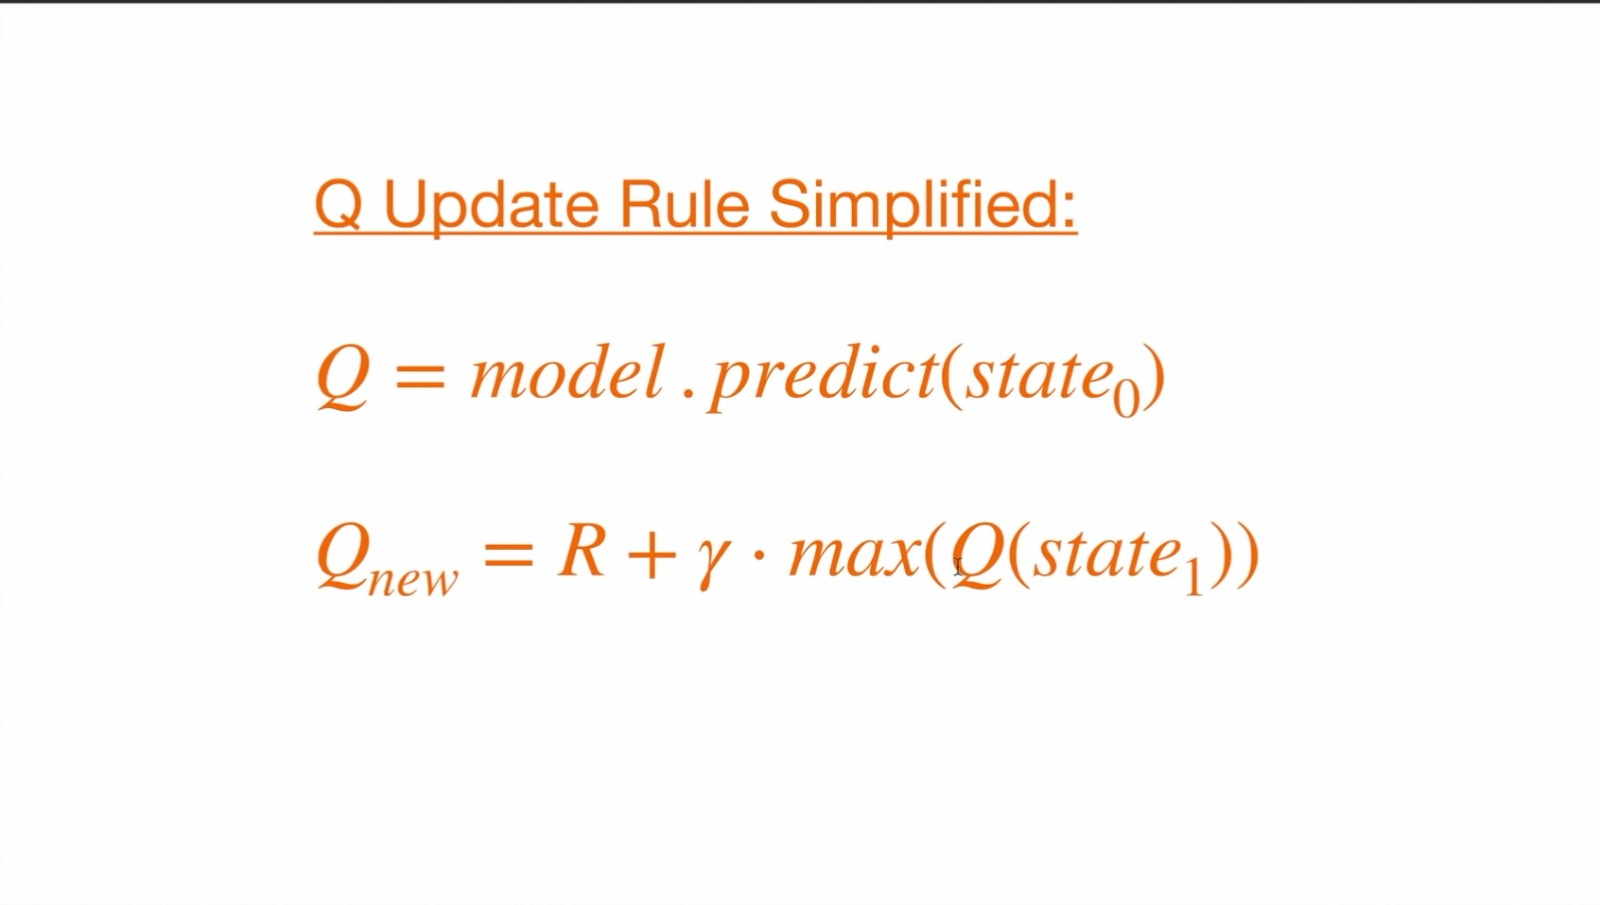 Q Update Rule Simplified:
Q = model . predict(state₀)
Qₙₑw = R + γ · max(Q(state₁))